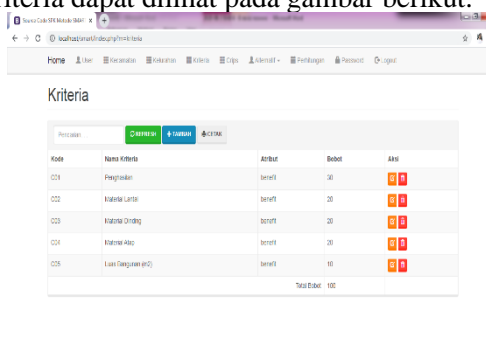 riteria dapat dilihat pada gambar berikut.
Source Code SPK Metode SMART
localhost/smart/index.php?m=kriteria
Home User Kecamatan Kelurahan Kriteria Crips Alternatif Perhitungan Password Logout
Kriteria
Pencarian REFRESH + TAMBAH CETAK
Kode Nama Kriteria Atribut Bobot Aksi
C01 Penghasilan benefit 30
C02 Material Lantai benefit 20
C03 Material Dinding benefit 20
C04 Material Atap benefit 20
C05 Luas Bangunan (m2) benefit 10
Total Bobot 100